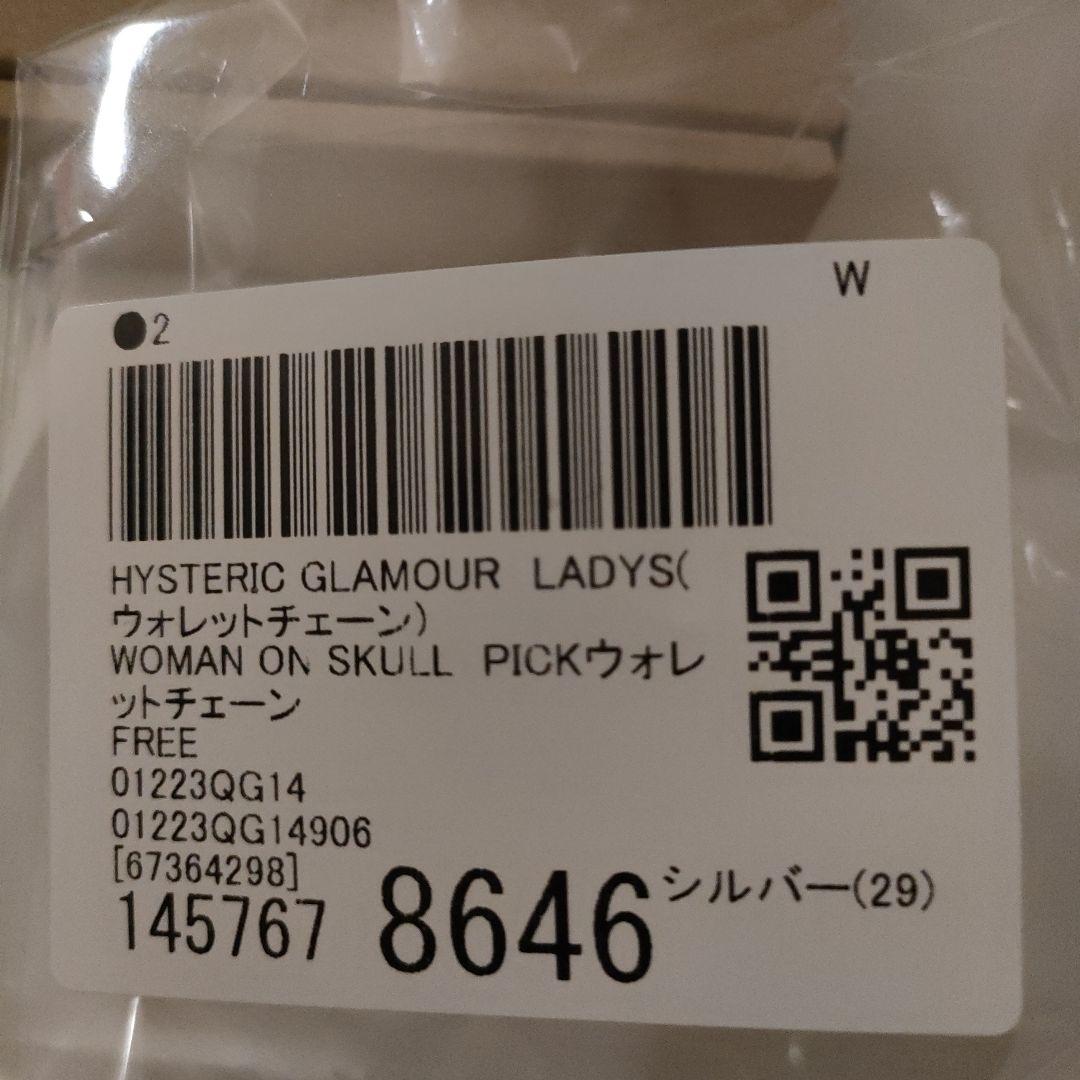 W
●2
HYSTERIC GLAMOUR LADYS(
ウォレットチェーン)
WOMAN ON SKULL PICKウォレ
ットチェーン
FREE
01223QG14
01223QG14906
[67364298]
145767 8646 シルバー(29)